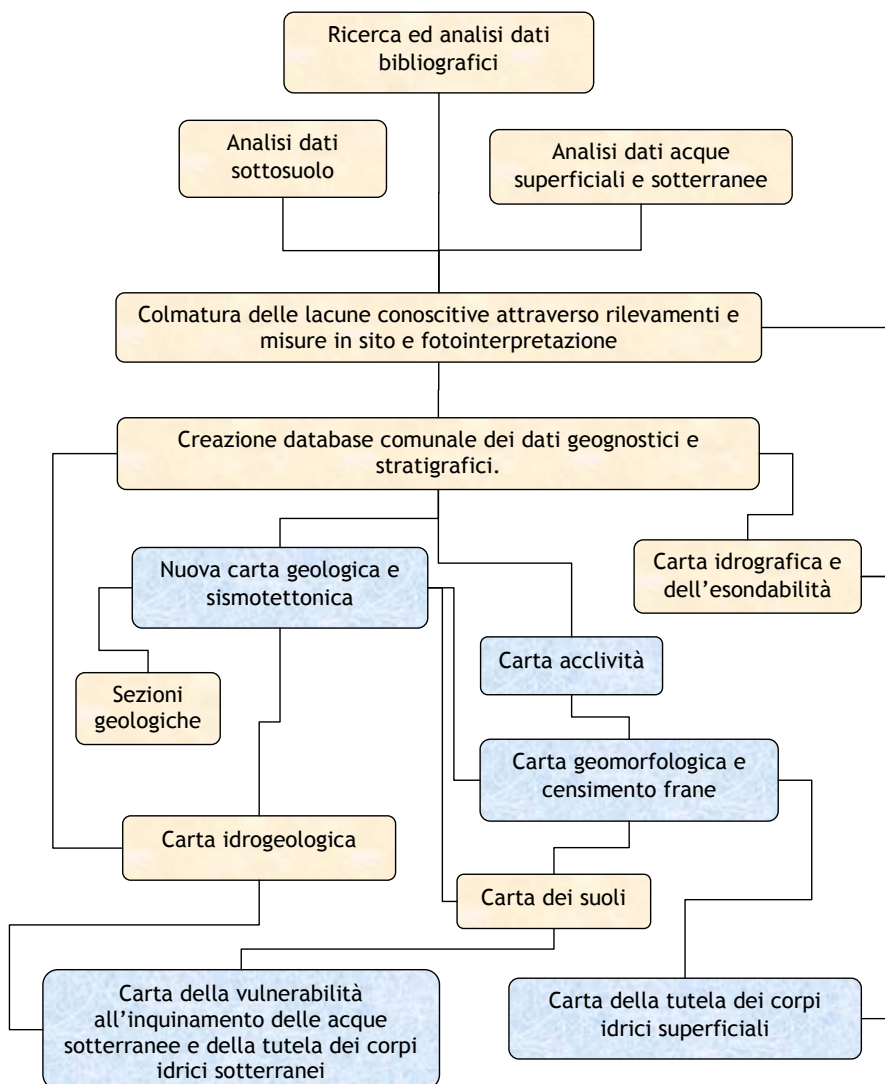 Ricerca ed analisi dati
bibliografici
Analisi dati
sottosuolo
Analisi dati acque
superficiali e sotterranee
Colmatura delle lacune conoscitive attraverso rilevamenti e
misure in sito e fotointerpretazione
Creazione database comunale dei dati geognostici e
stratigrafici.
Nuova carta geologica e
sismotettonica
Carta idrografica e
dell’esondabilità
Carta acclività
Sezioni
geologiche
Carta geomorfologica e
censimento frane
Carta idrogeologica
Carta dei suoli
Carta della vulnerabilità
all’inquinamento delle acque
sotterranee e della tutela dei corpi
idrici sotterranei
Carta della tutela dei corpi
idrici superficiali